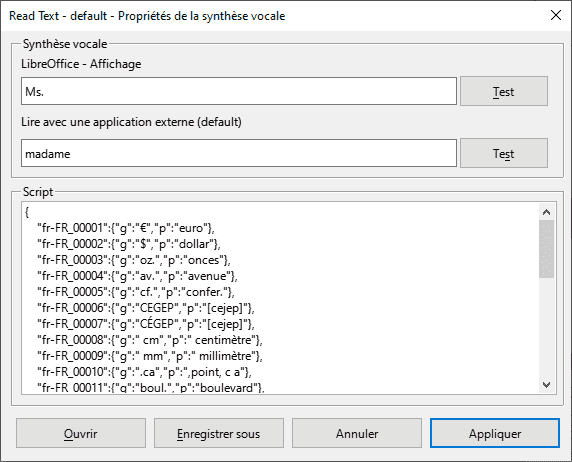 Read Text - default - Propriétés de la synthèse vocale
Synthèse vocale
LibreOffice - Affichage
Ms.
Test
Lire avec une application externe (default)
madame
Test
Script
{
"fr-FR_00001":{"g":"€","p":"euro"},
"fr-FR_00002":{"g":"$","p":"dollar"},
"fr-FR_00003":{"g":"oz.","p":"onces"},
"fr-FR_00004":{"g":"av.","p":"avenue"},
"fr-FR_00005":{"g":"cf.","p":"confer."},
"fr-FR_00006":{"g":"CEGEP","p":"[cejep]"},
"fr-FR_00007":{"g":"CÉGEP","p":"[cejep]"},
"fr-FR_00008":{"g":" cm","p":" centimètre"},
"fr-FR_00009":{"g":" mm","p":" millimètre"},
"fr-FR_00010":{"g":".ca","p":",point, c a"},
"fr-FR_00011":{"g":"boul.","p":"boulevard"},
Ouvrir
Enregistrer sous
Annuler
Appliquer